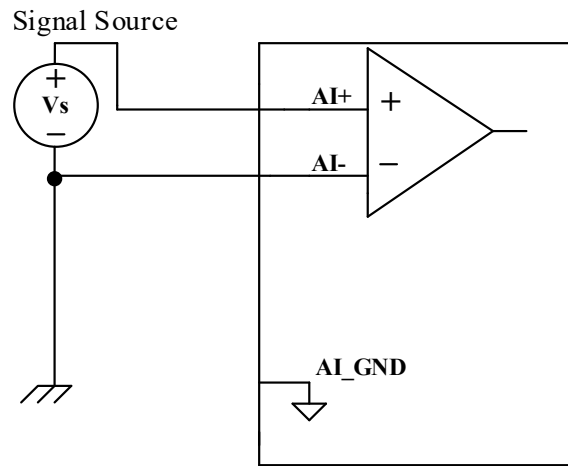 Signal Source
+
Vs
−
AI+
+
AI-
−
AI_GND